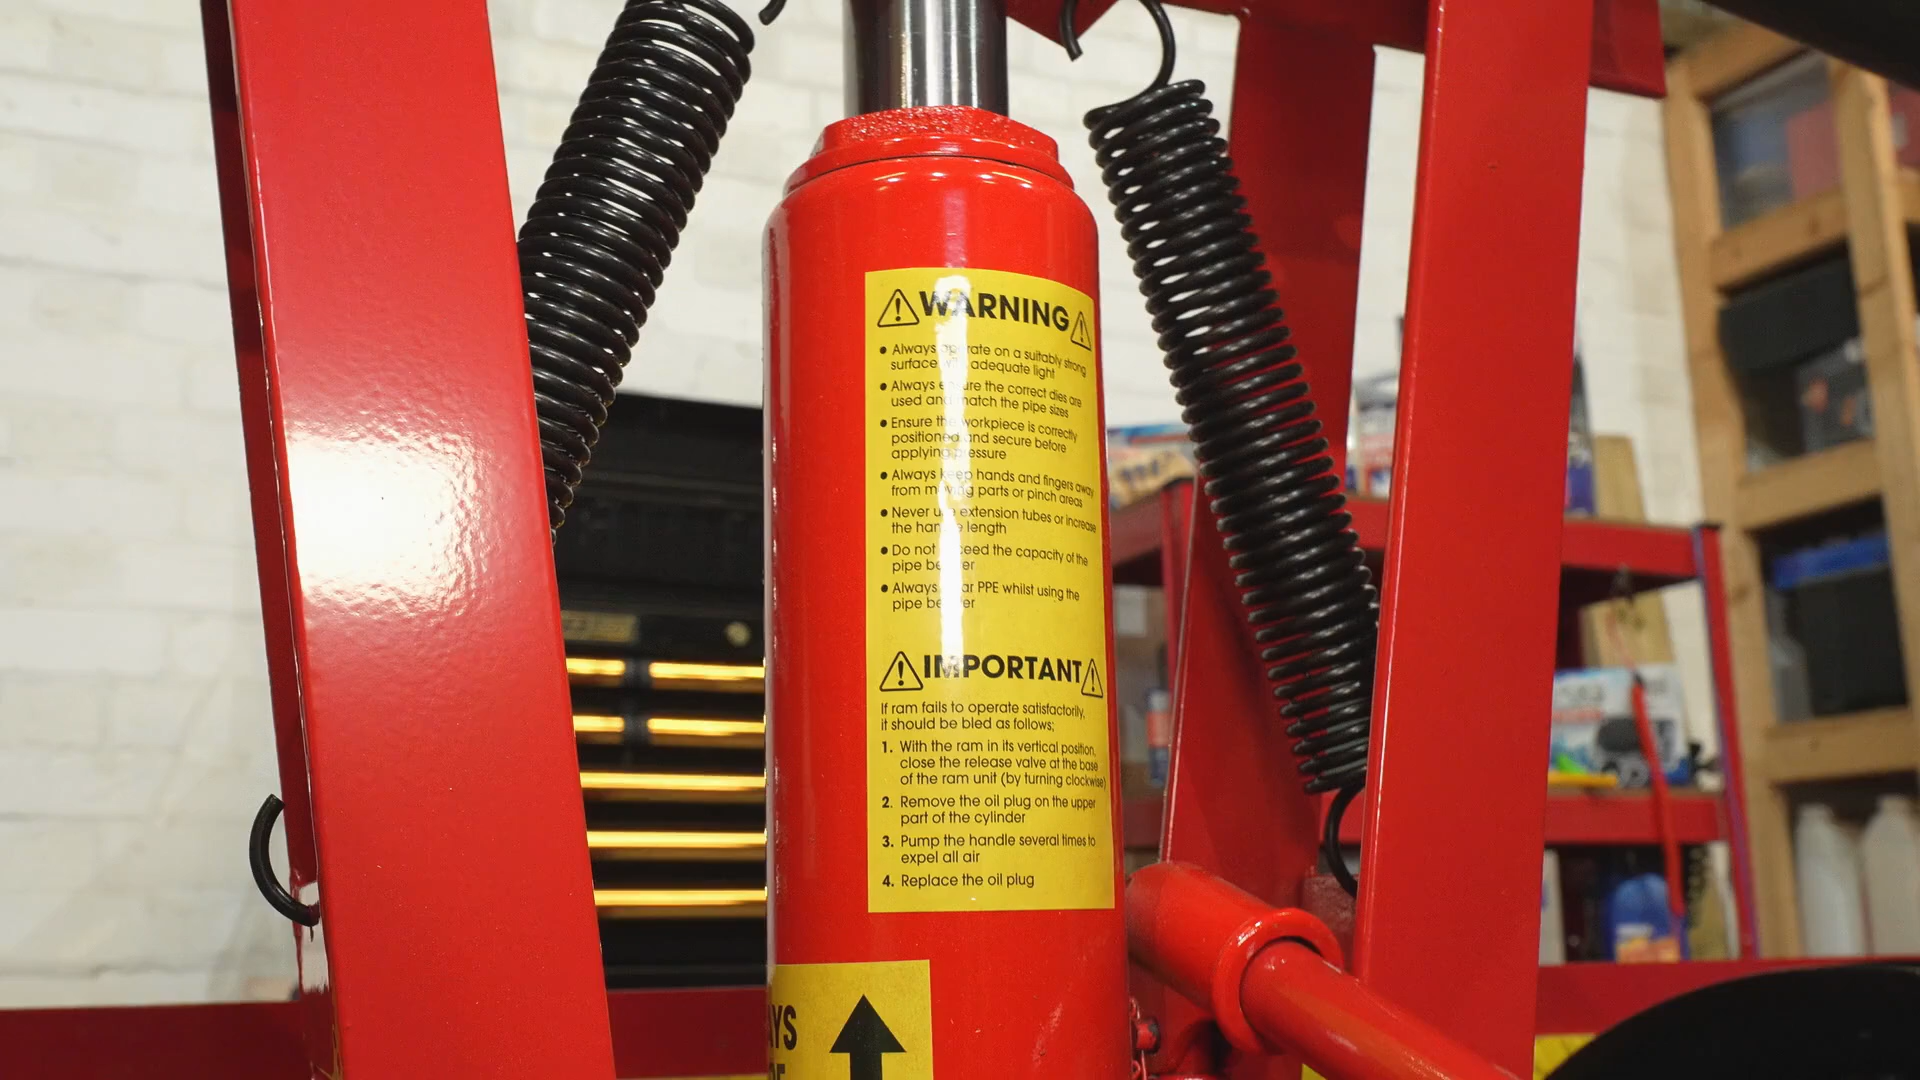 WARNING
● Always operate on a suitably strong
surface with adequate light
● Always ensure the correct dies are
used and match the pipe sizes
● Ensure the workpiece is correctly
positioned and secure before
applying pressure
● Always keep hands and fingers away
from moving parts or pinch areas
● Never use extension tubes or increase
the handle length
● Do not exceed the capacity of the
pipe bender
● Always wear PPE whilst using the
pipe bender
IMPORTANT
If ram fails to operate satisfactorily,
it should be bled as follows;
1. With the ram in its vertical position,
close the release valve at the base
of the ram unit (by turning clockwise)
2. Remove the oil plug on the upper
part of the cylinder
3. Pump the handle several times to
expel all air
4. Replace the oil plug